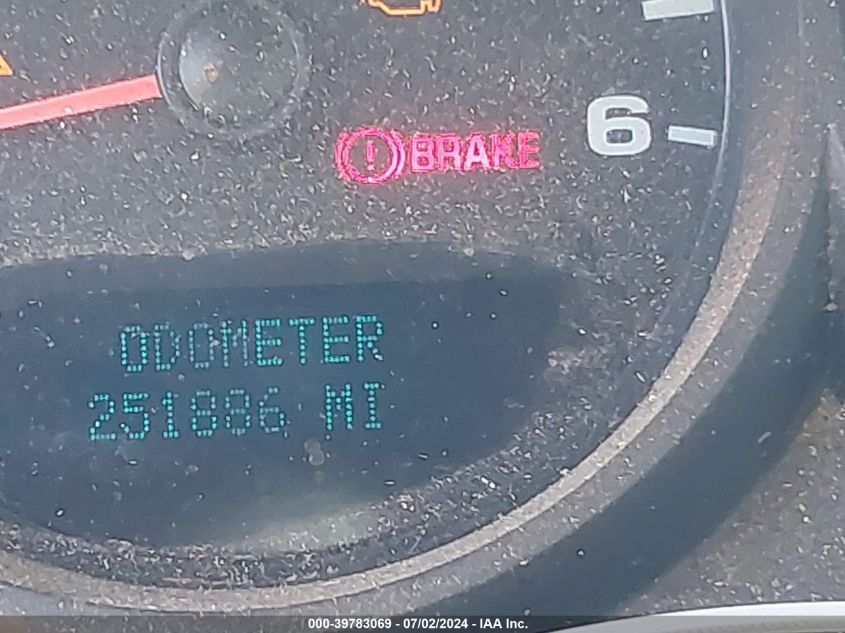 6
BRAKE
ODOMETER
251886 MI
000-39783069 - 07/02/2024 - IAA Inc.